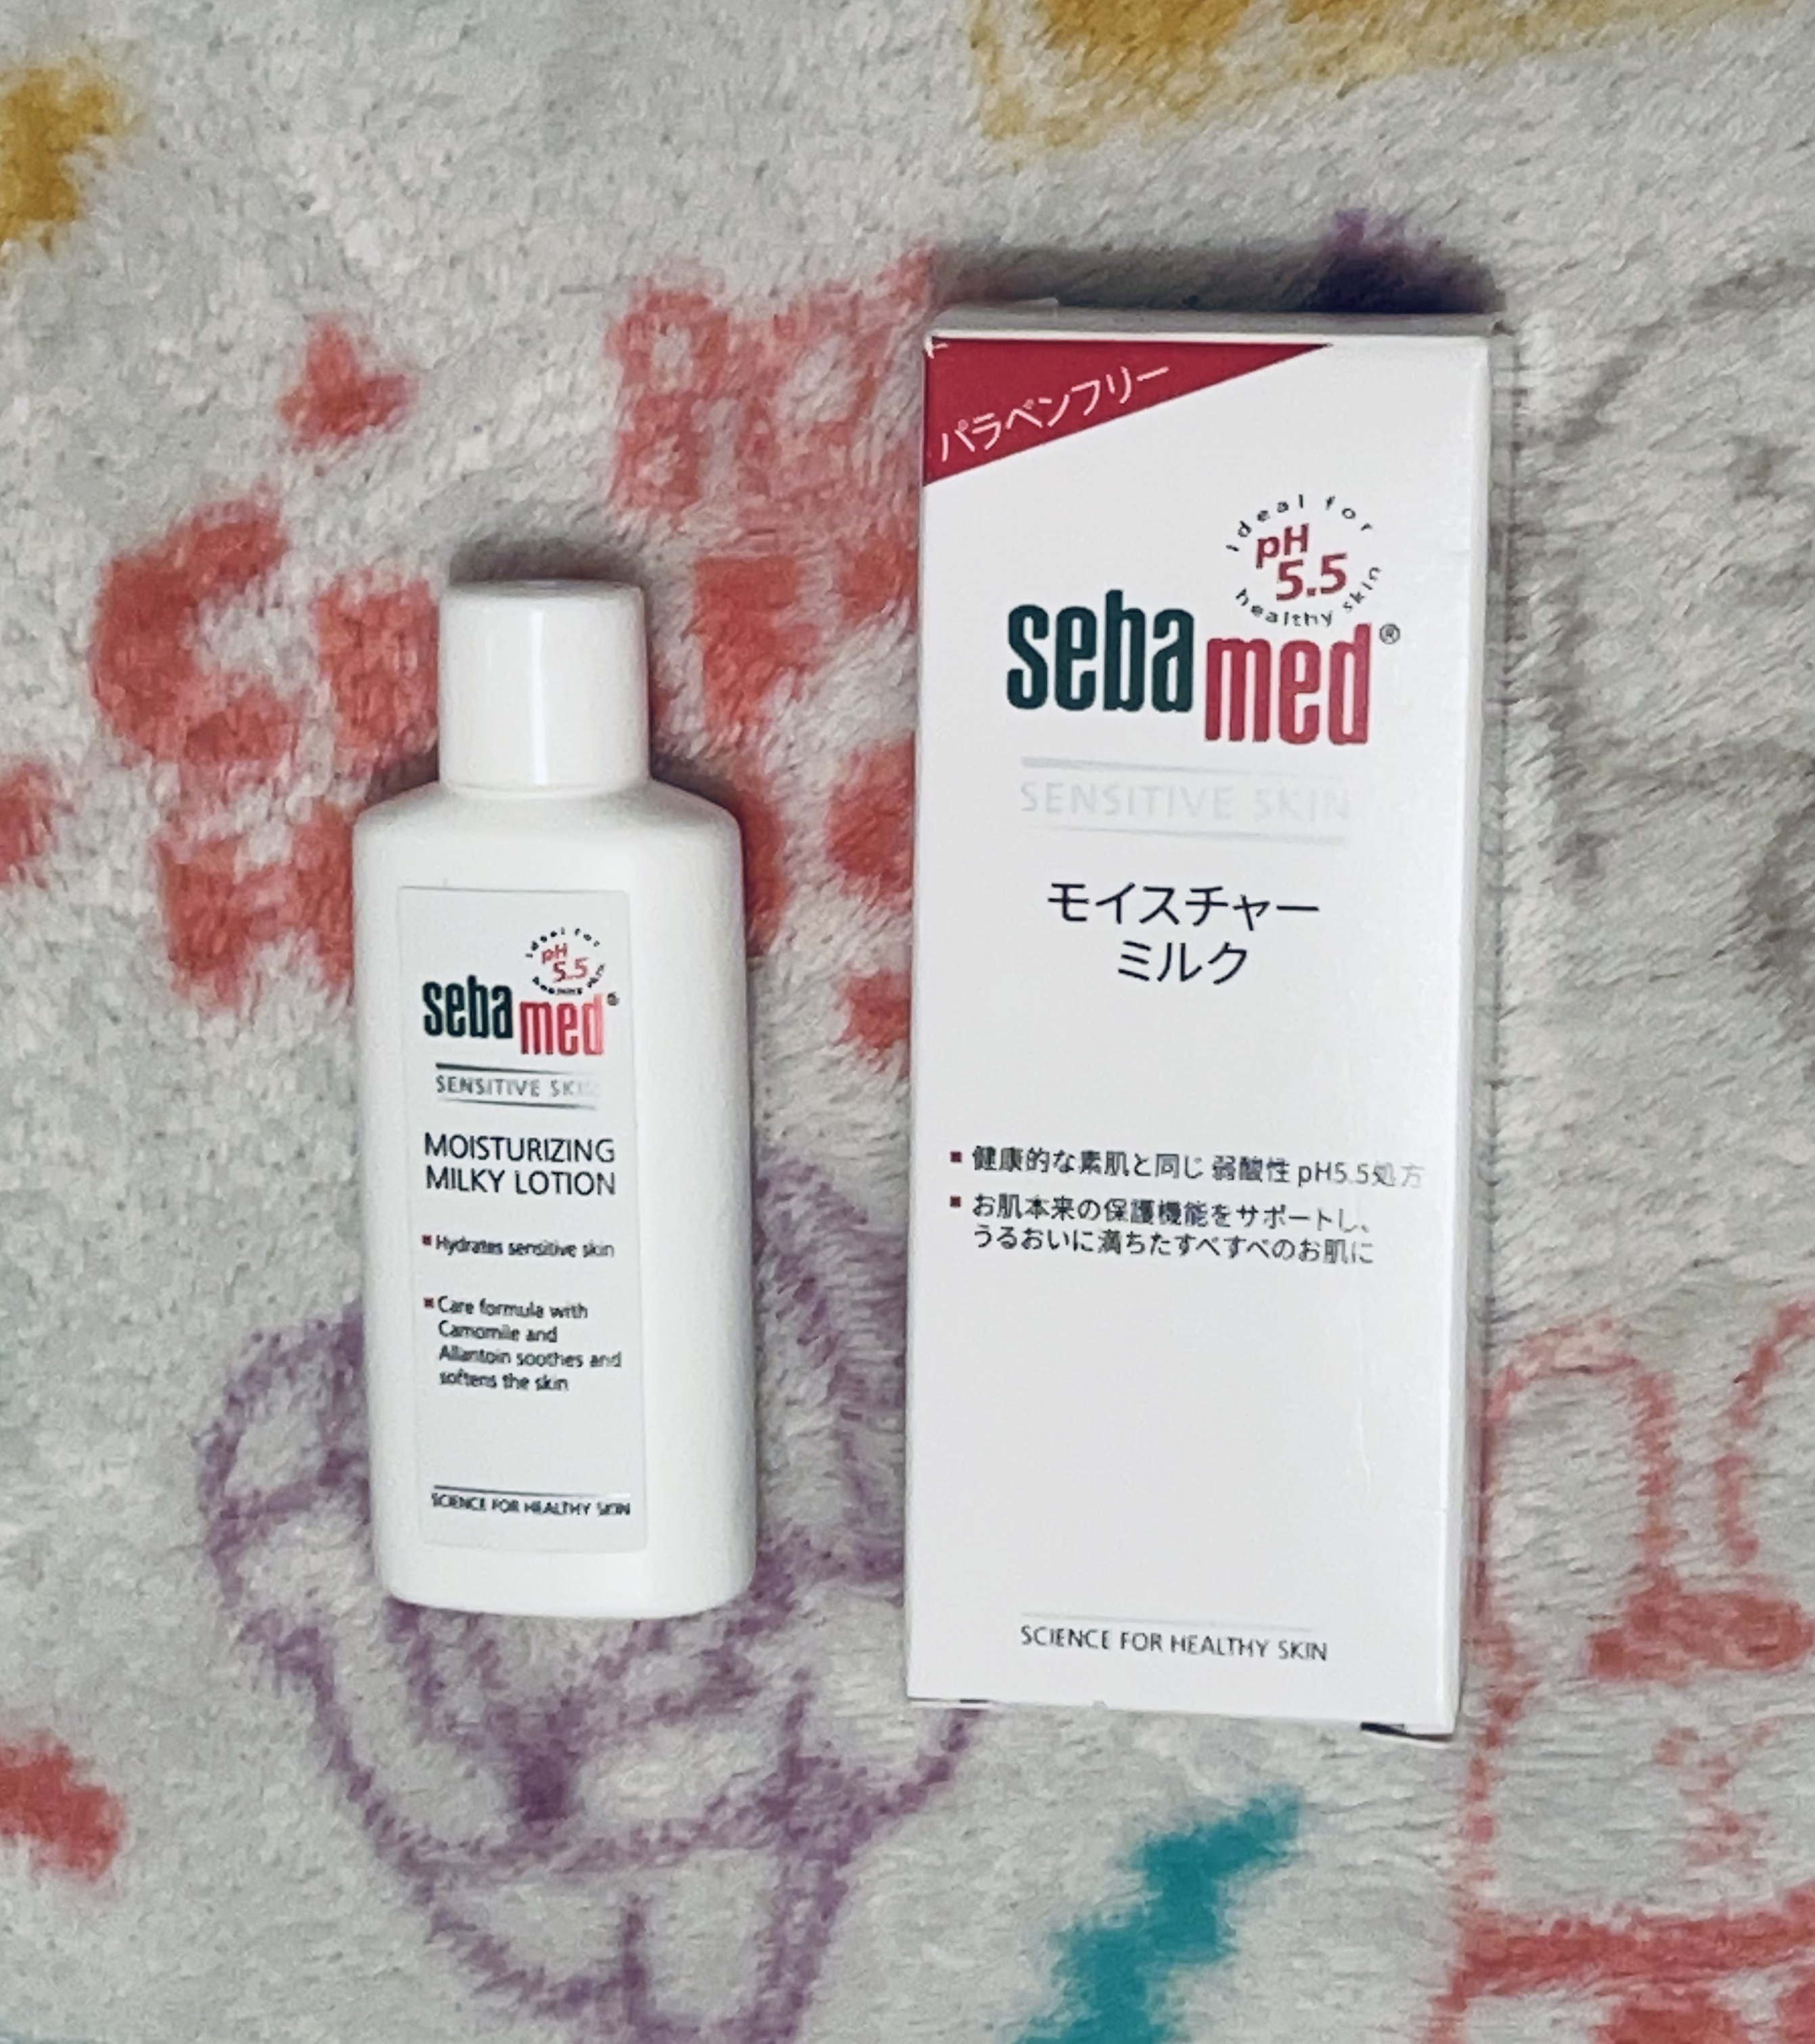 ideal for
pH
5.5
healthy skin
sebamed®
SENSITIVE SKIN
MOISTURIZING
MILKY LOTION
Hydrates sensitive skin
Care formula with
Camomile and
Allantoin soothes and
softens the skin
SCIENCE FOR HEALTHY SKIN
パラベンフリー
ideal for
pH
5.5
healthy skin
sebamed®
SENSITIVE SKIN
モイスチャー
ミルク
健康的な素肌と同じ 弱酸性 pH5.5処方
お肌本来の保護機能をサポートし、
うるおいに満ちたすべすべのお肌に
SCIENCE FOR HEALTHY SKIN